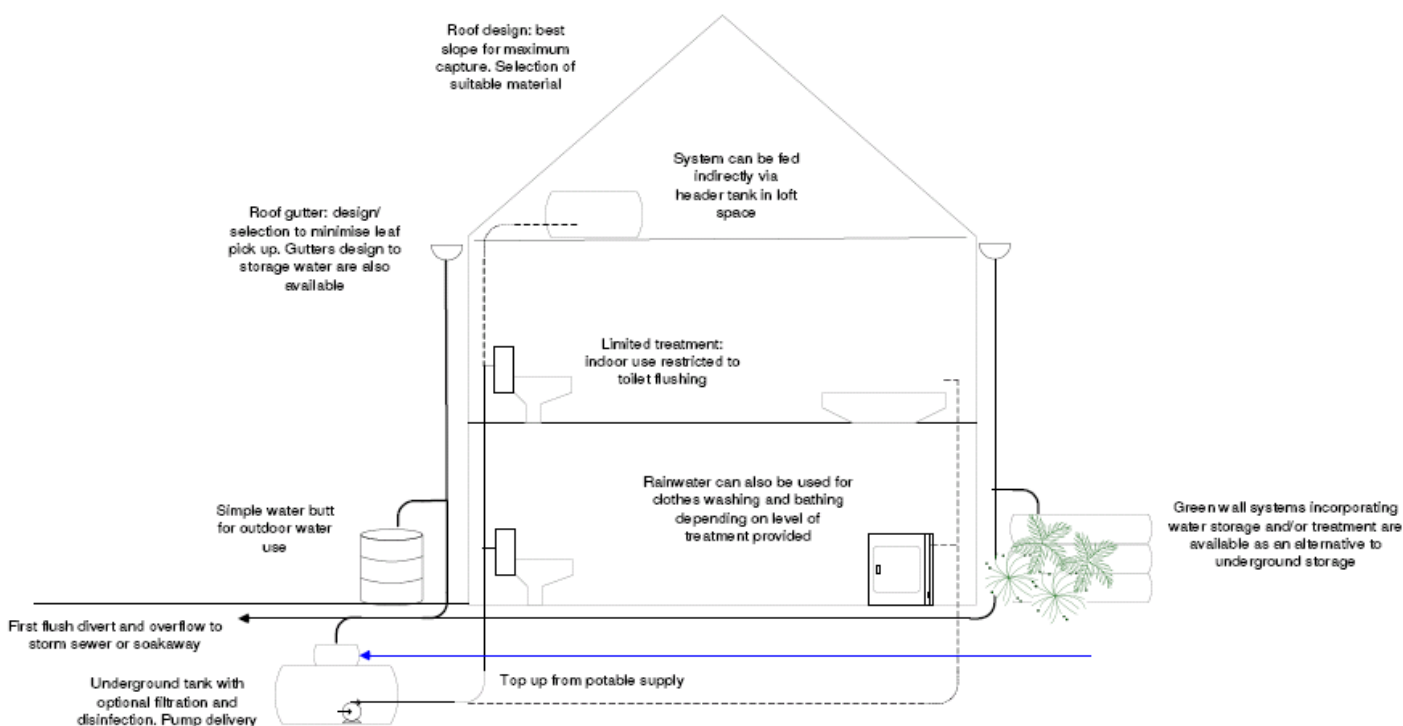 Roof design: best
slope for maximum
capture. Selection of
suitable material
System can be fed
indirectly via
header tank in loft
space
Roof gutter: design/
selection to minimise leaf
pick up. Gutters design to
storage water are also
available
Limited treatment:
indoor use restricted to
toilet flushing
Simple water butt
for outdoor water
use
Rainwater can also be used for
clothes washing and bathing
depending on level of
treatment provided
Green wall systems incorporating
water storage and/or treatment are
available as an alternative to
underground storage
First flush divert and overflow to
storm sewer or soakaway
Underground tank with
optional filtration and
disinfection. Pump delivery
Top up from potable supply